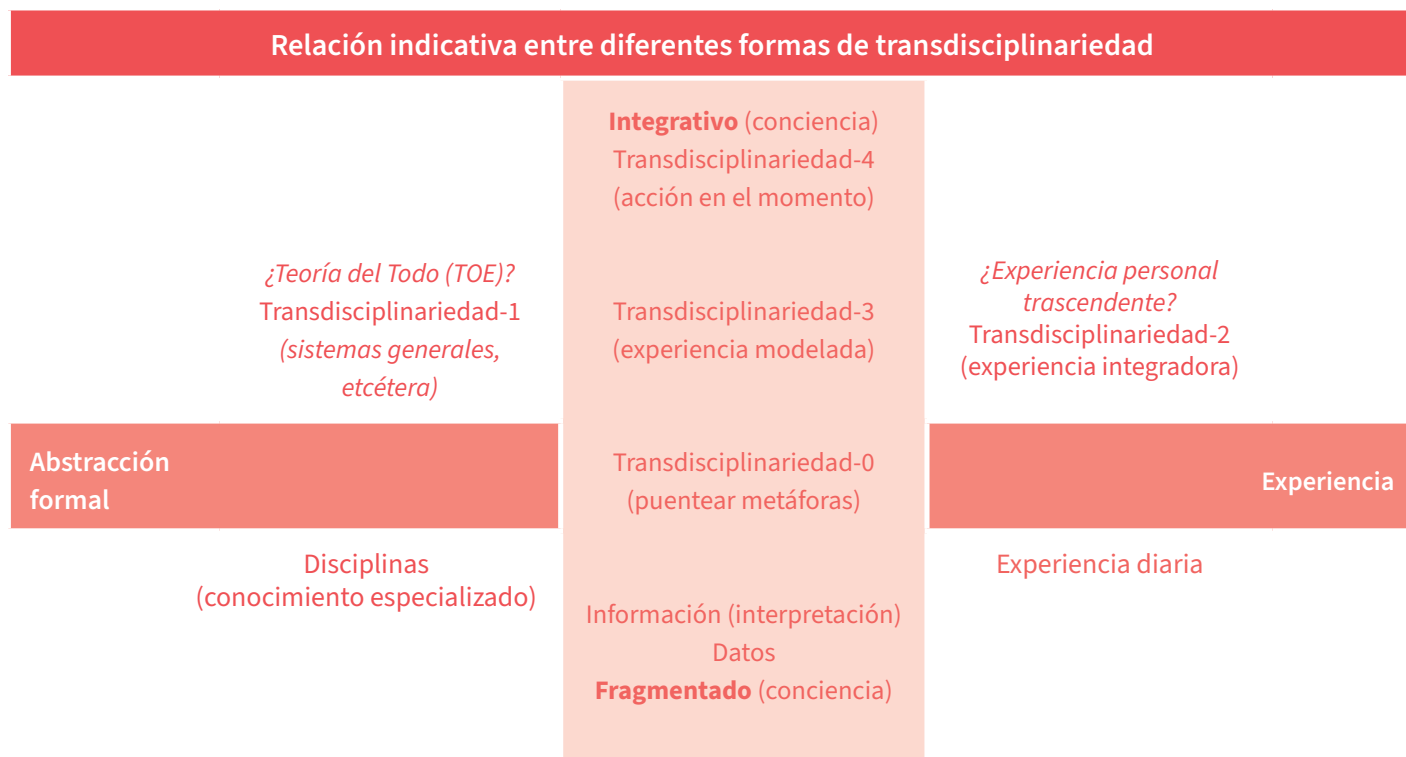 Relación indicativa entre diferentes formas de transdisciplinariedad
Integrativo (conciencia)
Transdisciplinariedad-4
(acción en el momento)
¿Teoría del Todo (TOE)?
Transdisciplinariedad-1
(sistemas generales,
etcétera)
Transdisciplinariedad-3
(experiencia modelada)
¿Experiencia personal
trascendente?
Transdisciplinariedad-2
(experiencia integradora)
Abstracción
formal
Transdisciplinariedad-0
(puentear metáforas)
Experiencia
Disciplinas
(conocimiento especializado)
Información (interpretación)
Datos
Fragmentado (conciencia)
Experiencia diaria